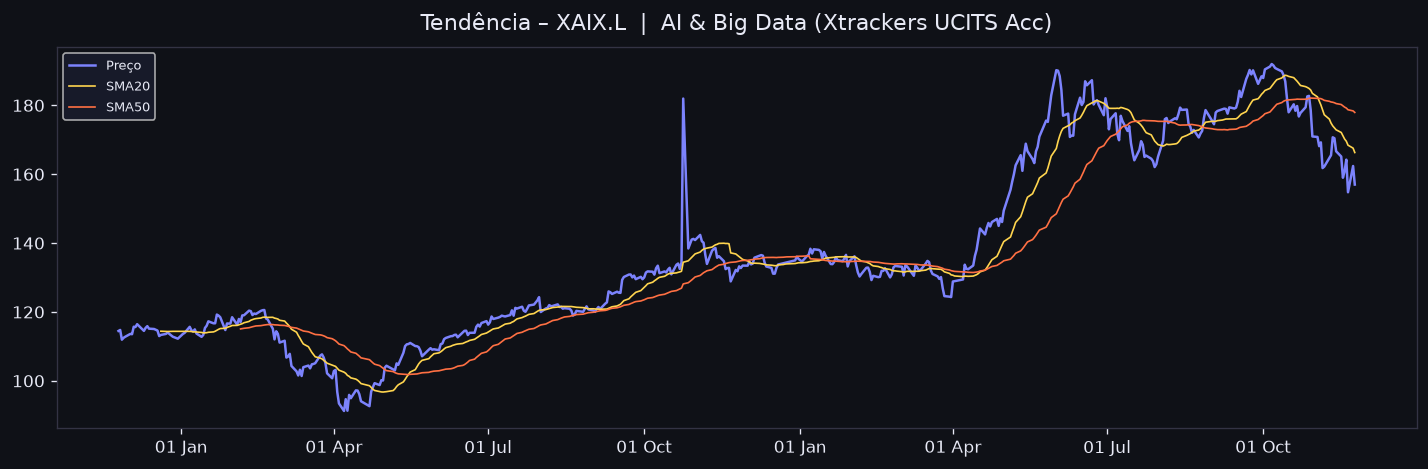 Tendência – XAIX.L | AI & Big Data (Xtrackers UCITS Acc)
Preço
SMA20
SMA50
180
160
140
120
100
01 Jan
01 Apr
01 Jul
01 Oct
01 Jan
01 Apr
01 Jul
01 Oct